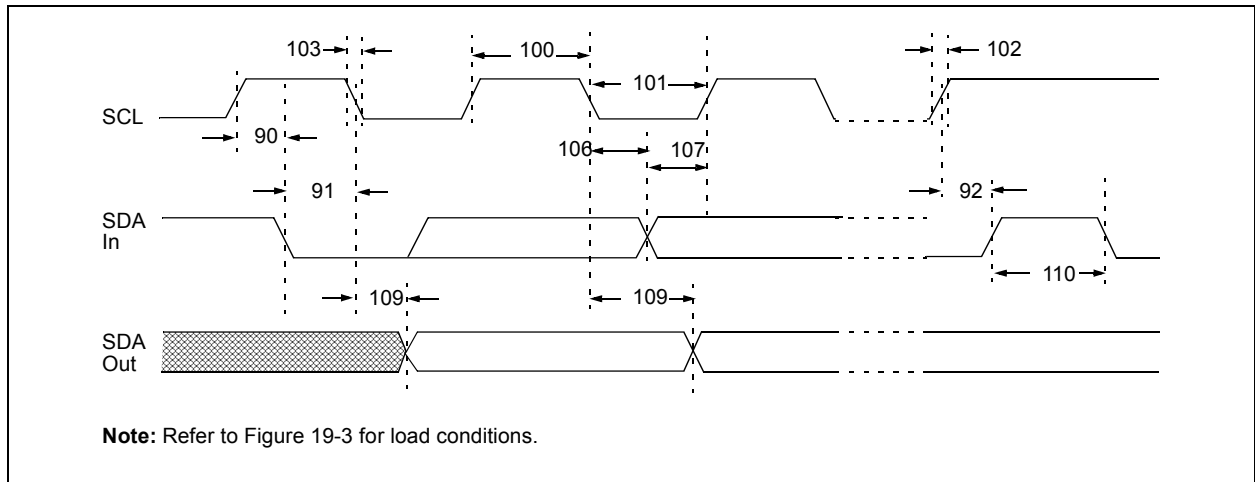 103
100
102
101
SCL
90
106
107
91
92
SDA
In
109
109
110
SDA
Out
Note: Refer to Figure 19-3 for load conditions.